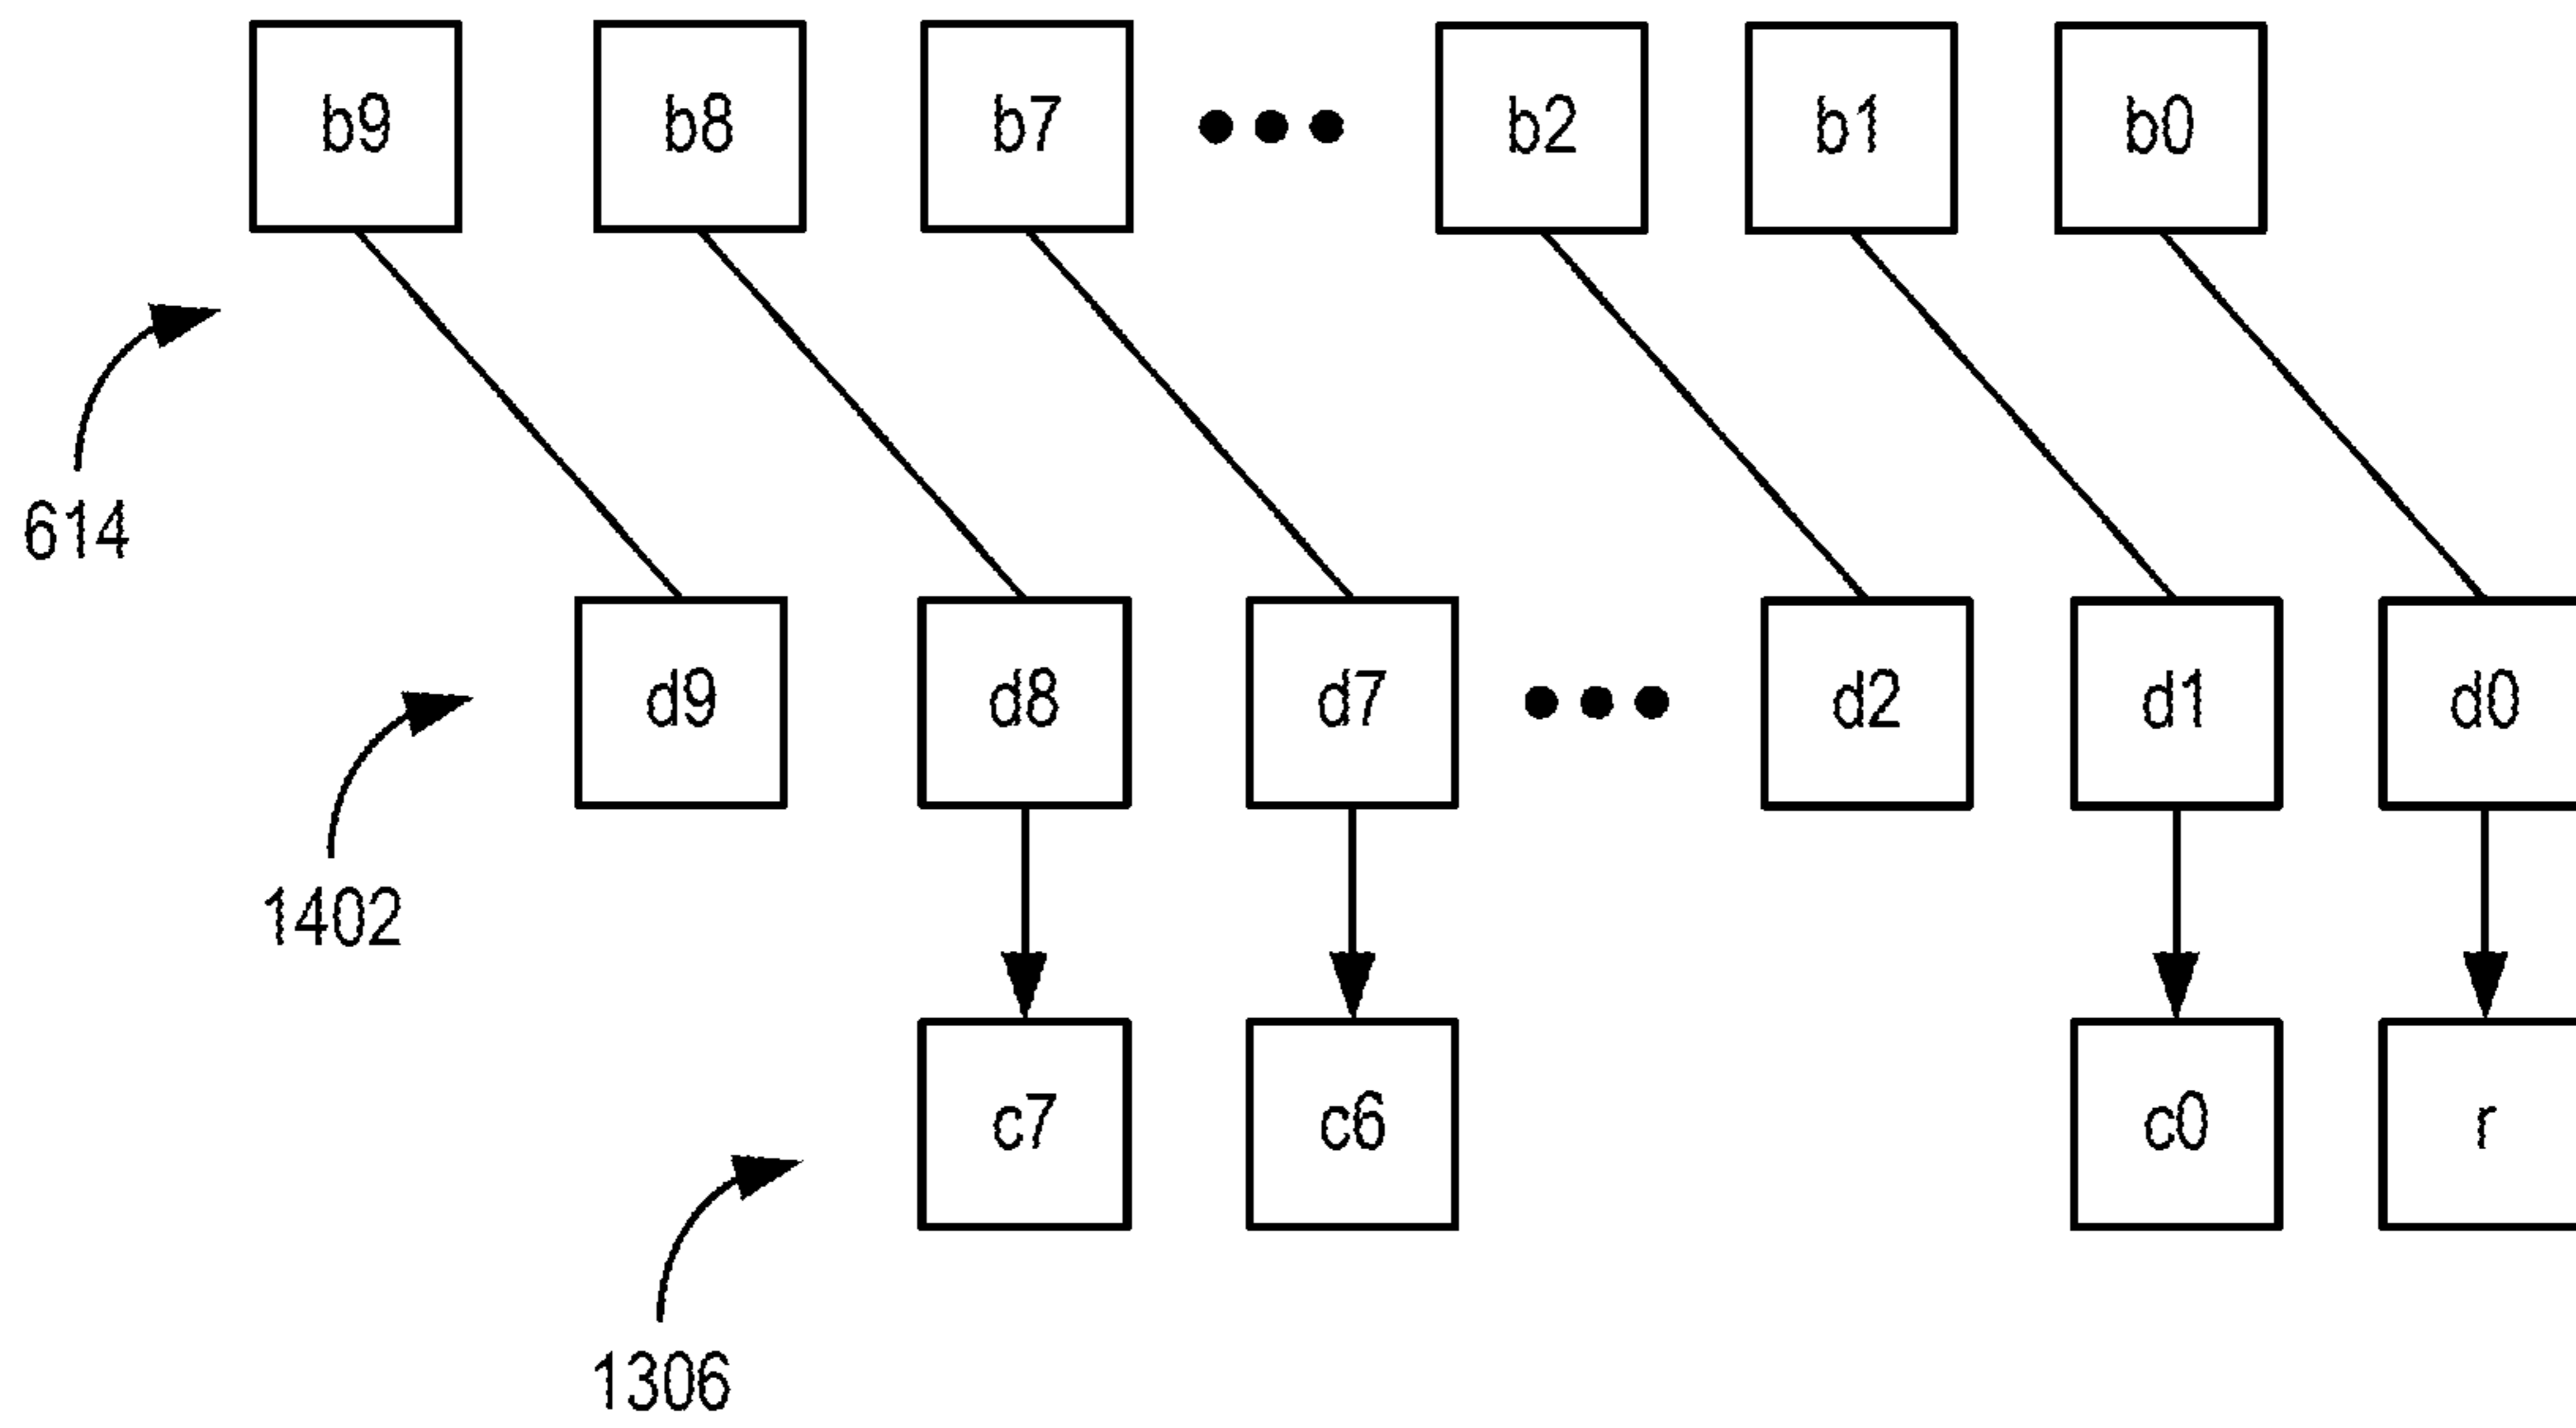 b9 b8 b7 ••• b2 b1 b0
614
d9 d8 d7 ••• d2 d1 d0
1402
c7 c6 c0 r
1306